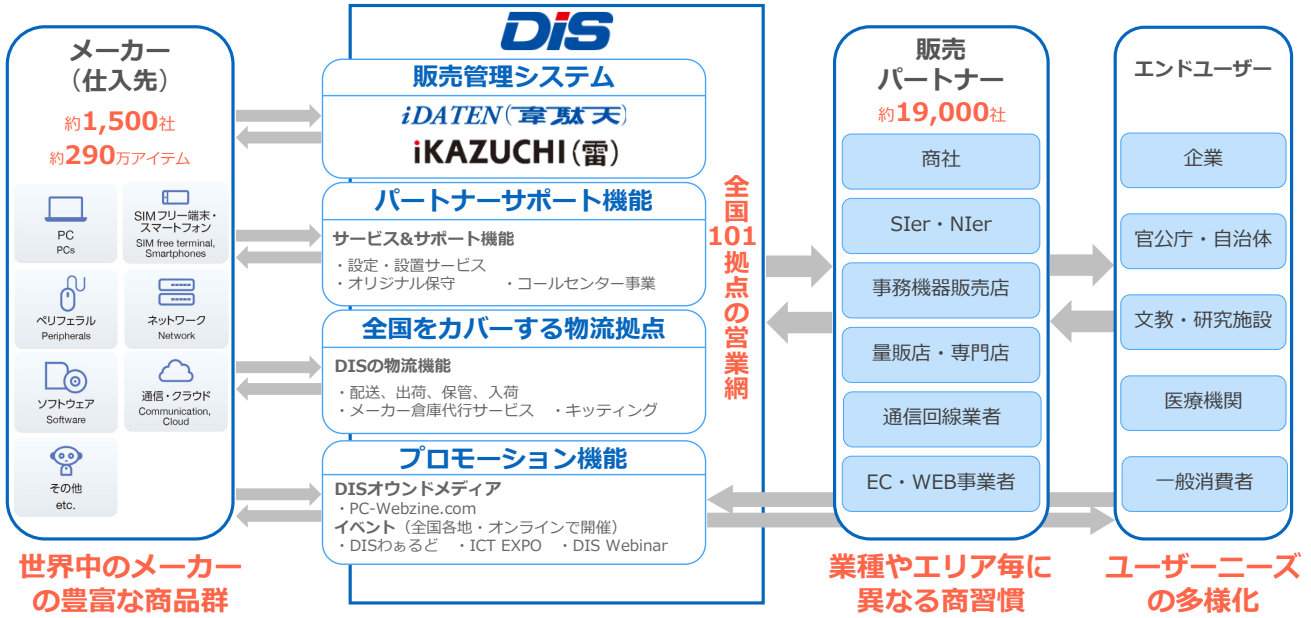 メーカー
（仕入先）
約1,500社
約290万アイテム
PC
PCs
SIMフリー端末・
スマートフォン
SIM free terminal,
Smartphones
ペリフェラル
Peripherals
ネットワーク
Network
ソフトウェア
Software
通信・クラウド
Communication,
Cloud
その他
etc.
世界中のメーカー
の豊富な商品群
DiS
販売管理システム
iDATEN(韋駄天)
iKAZUCHI(雷)
パートナーサポート機能
サービス&サポート機能
・設定・設置サービス
・オリジナル保守　・コールセンター事業
全国をカバーする物流拠点
DISの物流機能
・配送、出荷、保管、入荷
・メーカー倉庫代行サービス　・キッティング
プロモーション機能
DISオウンドメディア
・PC-Webzine.com
イベント（全国各地・オンラインで開催）
・DISわぁるど　・ICT EXPO　・DIS Webinar
全国101拠点の営業網
販売
パートナー
約19,000社
商社
SIer・NIer
事務機器販売店
量販店・専門店
通信回線業者
EC・WEB事業者
業種やエリア毎に
異なる商習慣
エンドユーザー
企業
官公庁・自治体
文教・研究施設
医療機関
一般消費者
ユーザーニーズ
の多様化